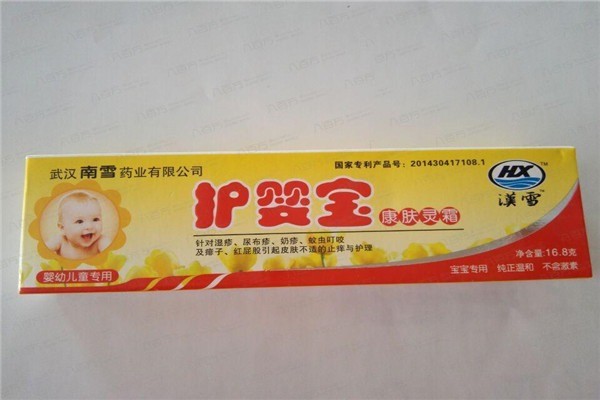 武汉南雪药业有限公司
国家专利产品号：201430417108.1
HX™
漢雪™
护婴宝
康肤灵霜
针对湿疹、尿布疹、奶疹、蚊虫叮咬
及痱子、红屁股引起皮肤不适的止痒与护理
婴幼儿童专用
净含量:16.8克
宝宝专用 纯正温和 不含激素